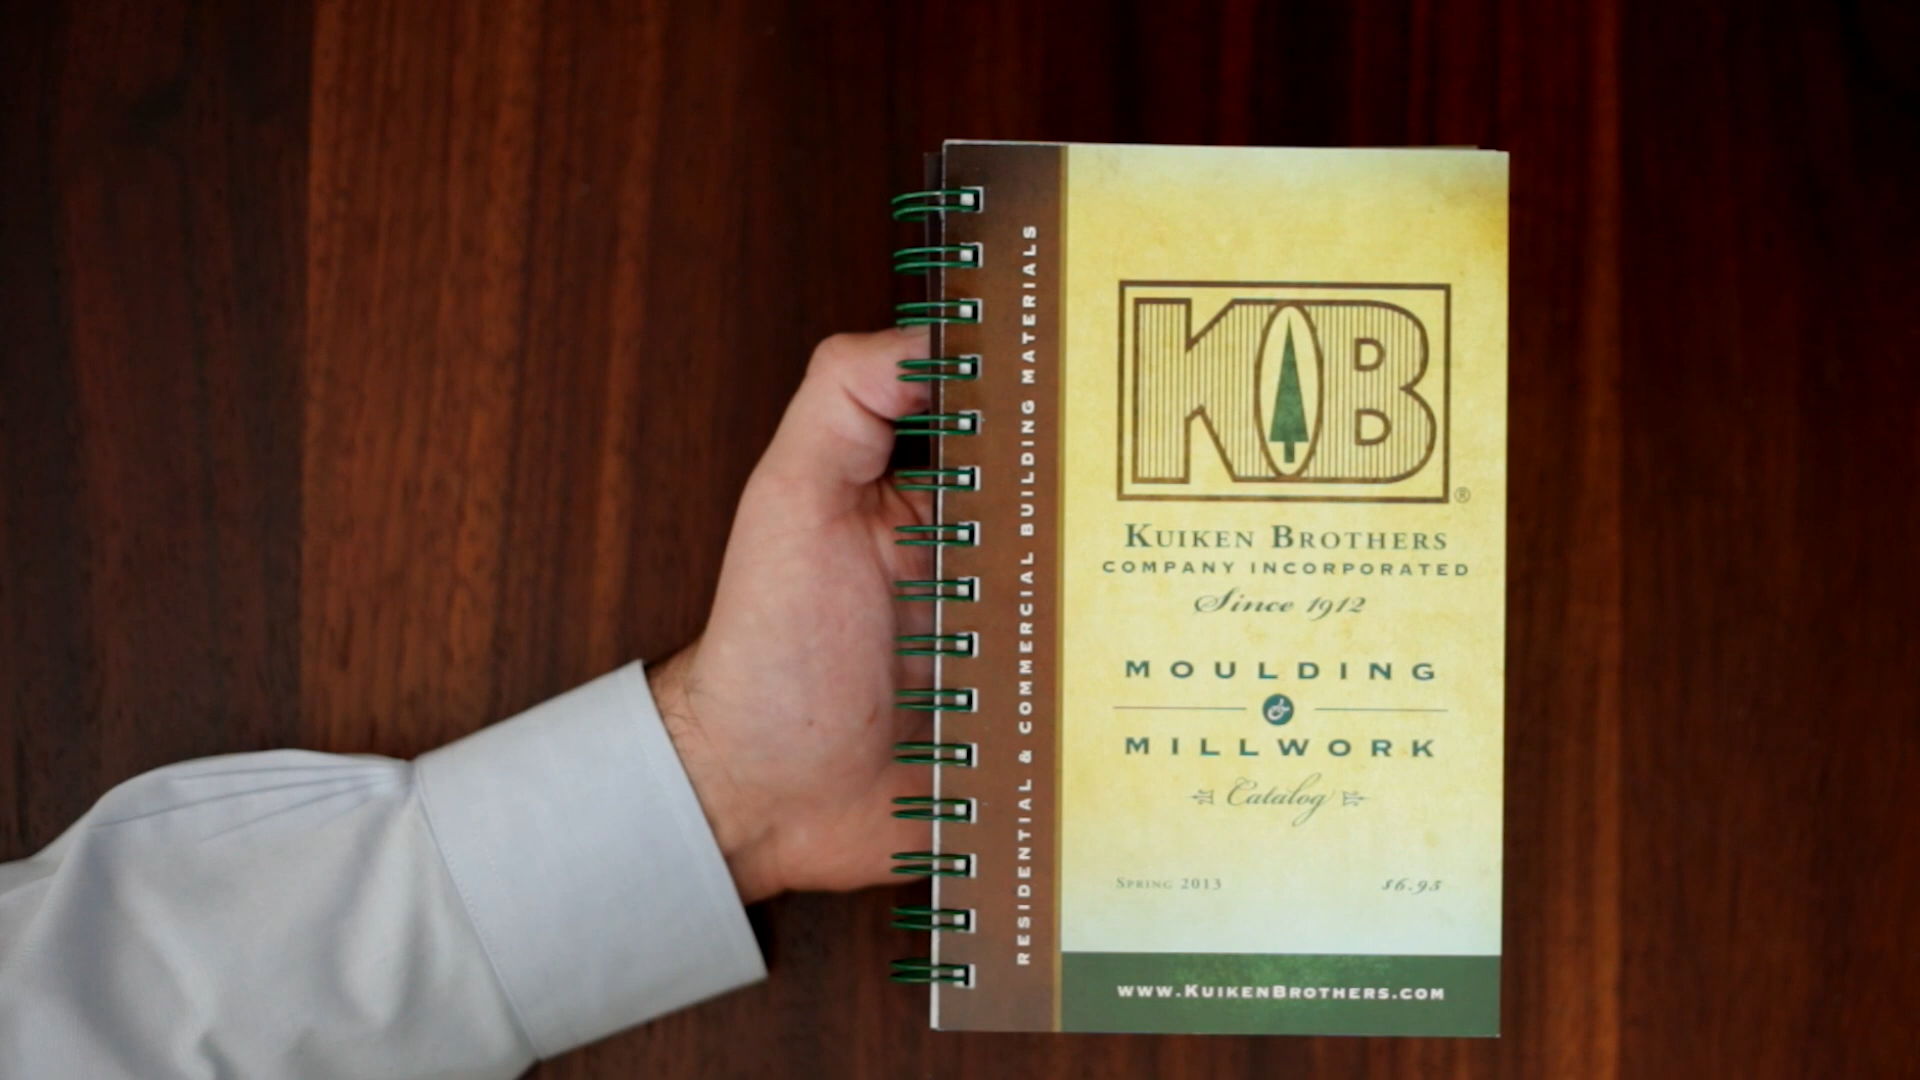 RESIDENTIAL & COMMERCIAL BUILDING MATERIALS
KB
®
KUIKEN BROTHERS
COMPANY INCORPORATED
Since 1912
MOULDING
&
MILLWORK
Catalog
SPRING 2013 $6.95
WWW.KUIKENBROTHERS.COM